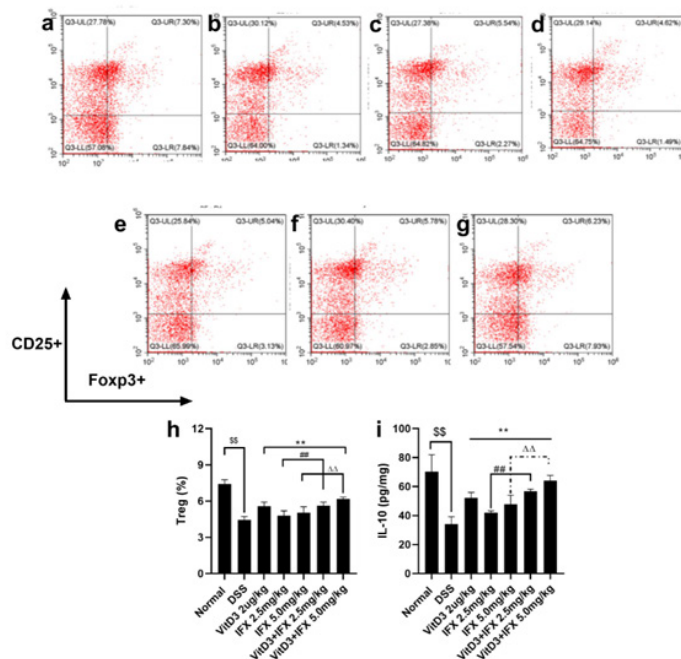 a
Q3-UL(27.78%) Q3-UR(7.30%)
Q3-LL(57.08%) Q3-LR(7.84%)
b
Q3-UL(30.12%) Q3-UR(4.53%)
Q3-LL(64.00%) Q3-LR(1.34%)
c
Q3-UL(27.38%) Q3-UR(5.54%)
Q3-LL(64.82%) Q3-LR(2.27%)
d
Q3-UL(29.14%) Q3-UR(4.62%)
Q3-LL(64.75%) Q3-LR(1.49%)
e
Q3-UL(25.84%) Q3-UR(5.04%)
Q3-LL(65.99%) Q3-LR(3.13%)
f
Q3-UL(30.40%) Q3-UR(5.78%)
Q3-LL(60.97%) Q3-LR(2.85%)
g
Q3-UL(28.30%) Q3-UR(6.23%)
Q3-LL(57.54%) Q3-LR(7.93%)
CD25+
Foxp3+
h
Treg (%)
12
9
6
3
0
$$
**
##
ΔΔ
Normal
DSS
VitD3 2ug/kg
IFX 2.5mg/kg
IFX 5.0mg/kg
VitD3+IFX 2.5mg/kg
VitD3+IFX 5.0mg/kg
i
IL-10 (pg/mg)
100
80
60
40
20
0
$$
**
ΔΔ
##
Normal
DSS
VitD3 2ug/kg
IFX 2.5mg/kg
IFX 5.0mg/kg
VitD3+IFX 2.5mg/kg
VitD3+IFX 5.0mg/kg